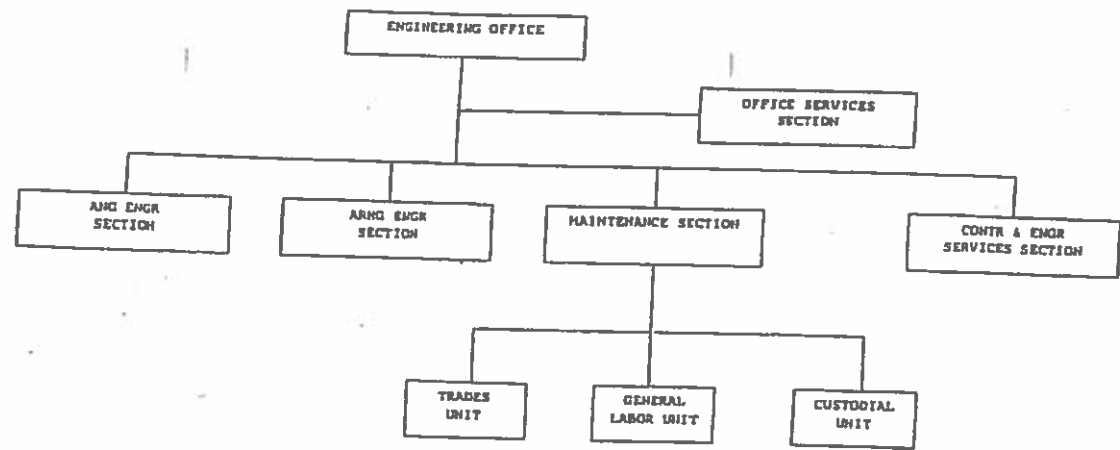 ENGINEERING OFFICE
OFFICE SERVICES
SECTION
ANG ENGR
SECTION
ARNG ENGR
SECTION
MAINTENANCE SECTION
CONTR & ENGR
SERVICES SECTION
TRADES
UNIT
GENERAL
LABOR UNIT
CUSTODIAL
UNIT